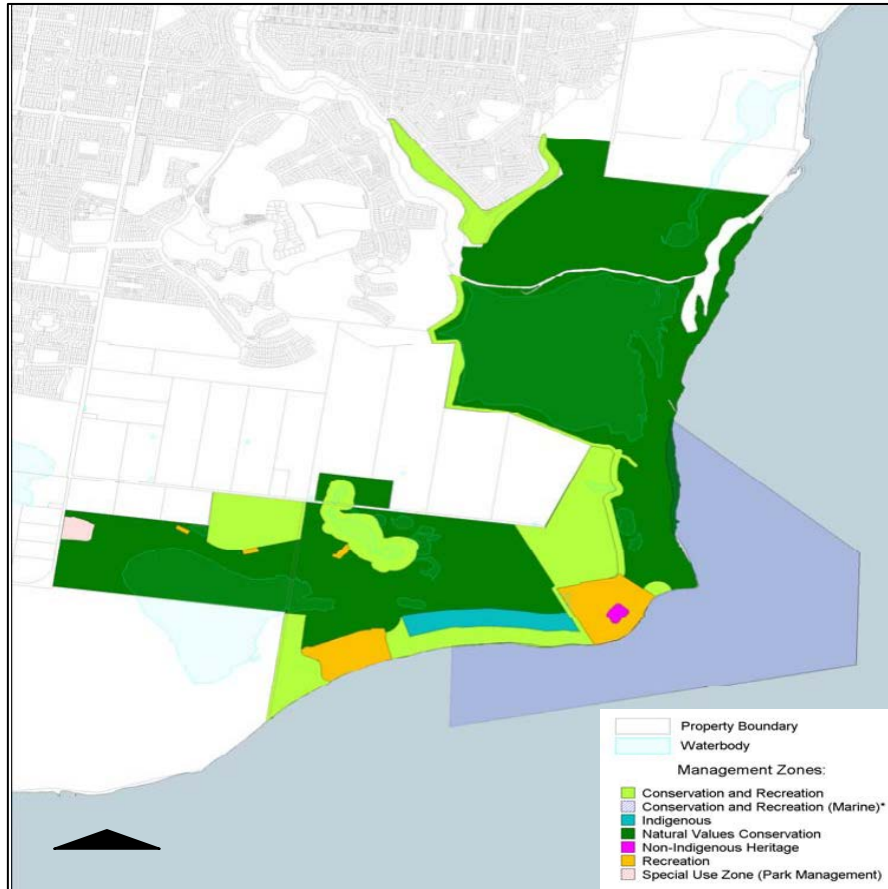 Property Boundary
Waterbody
Management Zones:
Conservation and Recreation
Conservation and Recreation (Marine)*
Indigenous
Natural Values Conservation
Non-Indigenous Heritage
Recreation
Special Use Zone (Park Management)